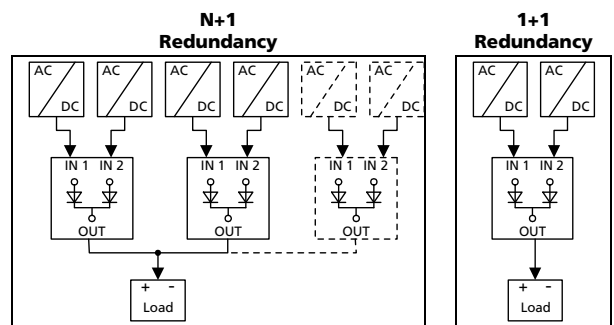 N+1
Redundancy
1+1
Redundancy
AC
DC
AC
DC
AC
DC
AC
DC
AC
DC
AC
DC
AC
DC
AC
DC
IN 1 IN 2
OUT
IN 1 IN 2
OUT
IN 1 IN 2
OUT
IN 1 IN 2
OUT
+ -
Load
+ -
Load